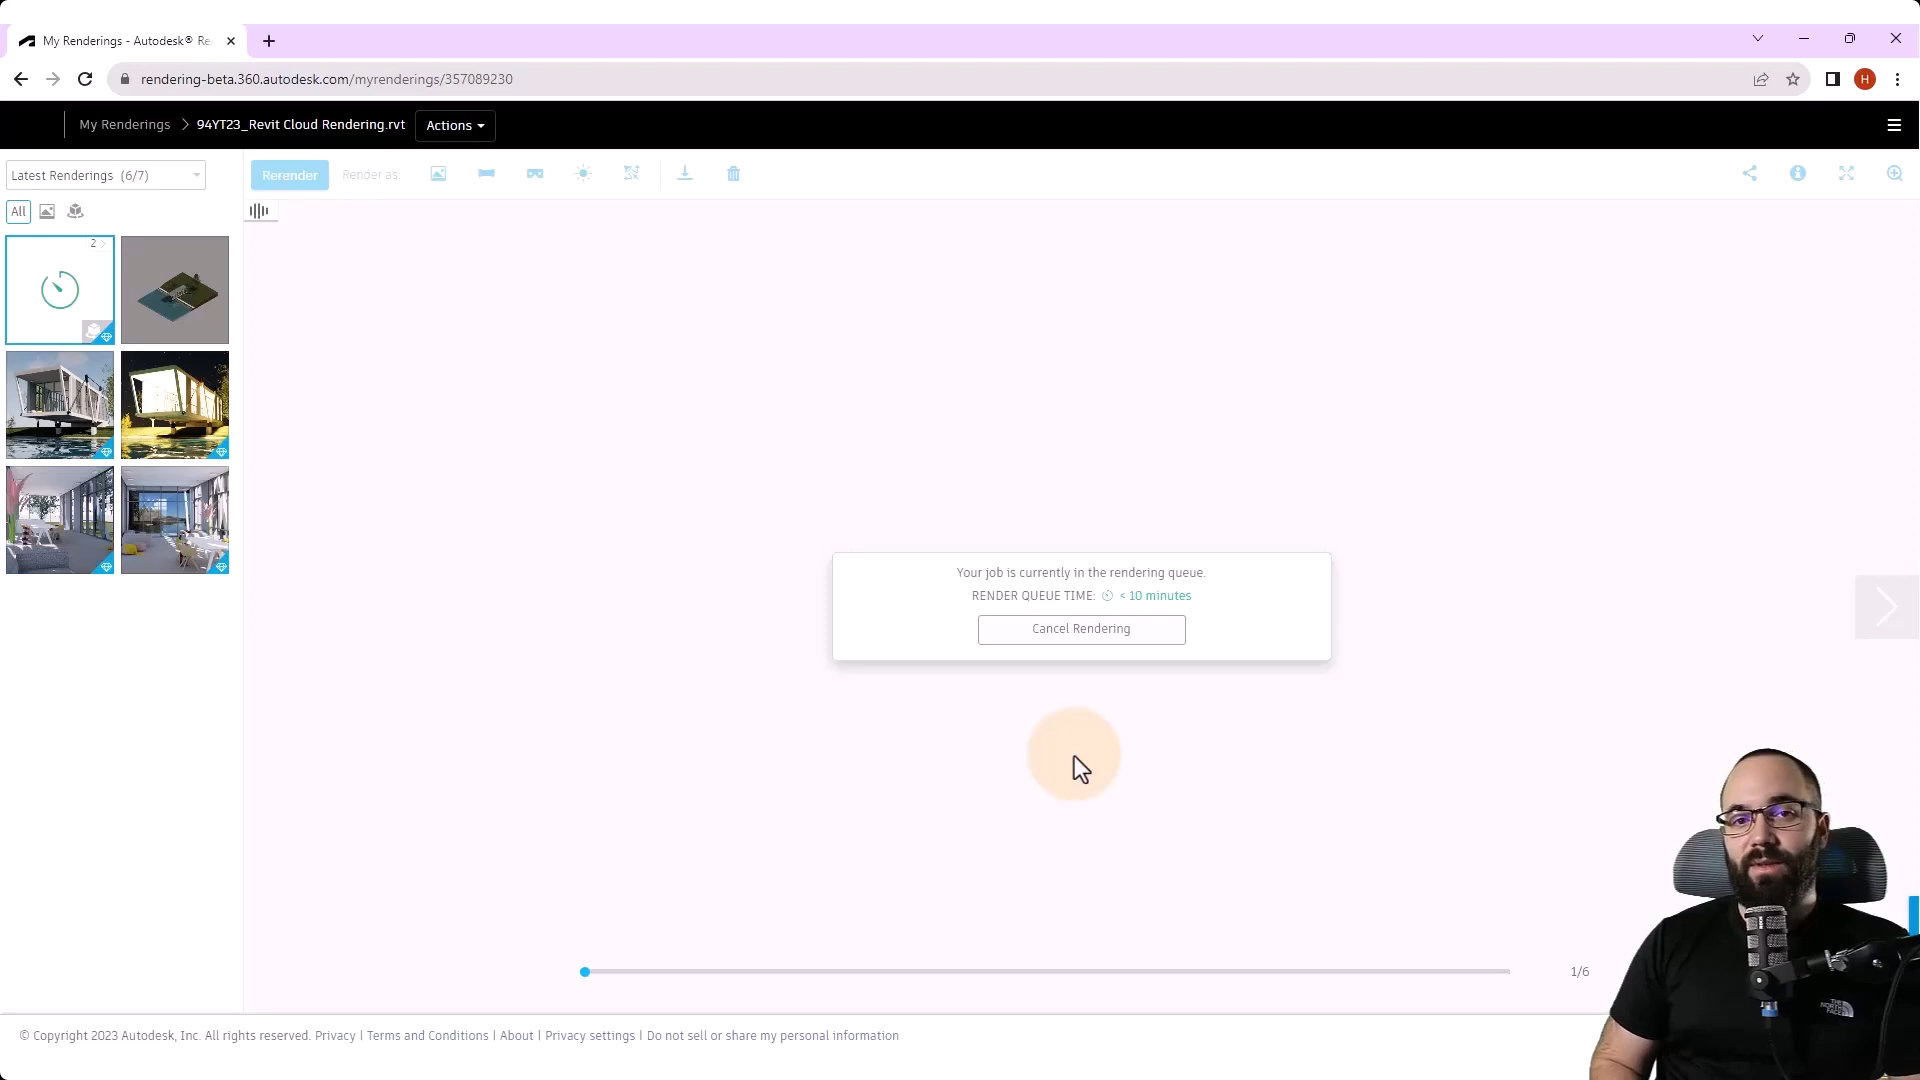 My Renderings - Autodesk® Re
rendering-beta.360.autodesk.com/myrenderings/357089230
H
My Renderings
94YT23_Revit Cloud Rendering.rvt
Actions
Latest Renderings (6/7)
Rerender
Render as:
All
2
Your job is currently in the rendering queue.
RENDER QUEUE TIME: < 10 minutes
Cancel Rendering
1/6
THE NORTH FACE
© Copyright 2023 Autodesk, Inc. All rights reserved. Privacy | Terms and Conditions | About | Privacy settings | Do not sell or share my personal information